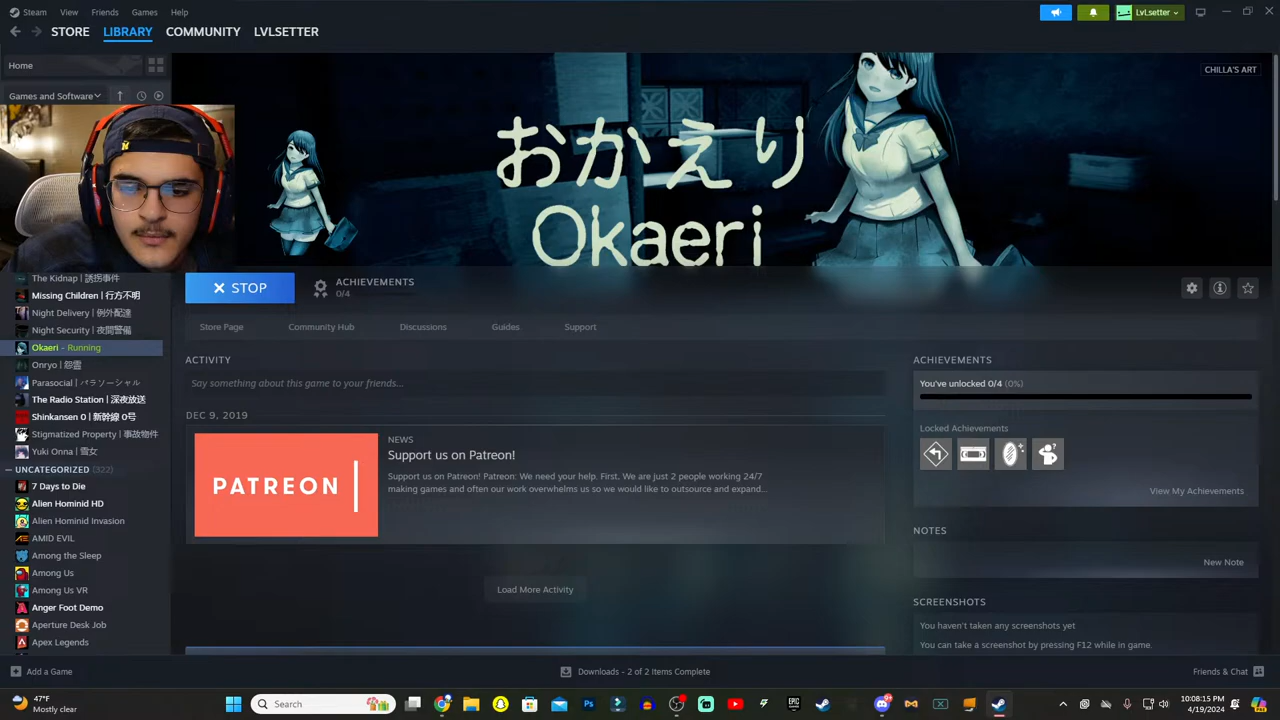 Steam View Friends Games Help
LvLsetter
STORE LIBRARY COMMUNITY LVLSETTER
Home
CHILLA'S ART
Games and Software
おかえり
Okaeri
The Kidnap | 誘拐事件
Missing Children | 行方不明
Night Delivery | 例外配達
Night Security | 夜間警備
Okaeri - Running
Onryo | 怨霊
Parasocial | パラソーシャル
The Radio Station | 深夜放送
Shinkansen 0 | 新幹線 0号
Stigmatized Property | 事故物件
Yuki Onna | 雪女
UNCATEGORIZED (322)
7 Days to Die
Alien Hominid HD
Alien Hominid Invasion
AMID EVIL
Among the Sleep
Among Us
Among Us VR
Anger Foot Demo
Aperture Desk Job
Apex Legends
STOP
ACHIEVEMENTS
0/4
Store Page Community Hub Discussions Guides Support
ACTIVITY
Say something about this game to your friends...
DEC 9, 2019
PATREON
NEWS
Support us on Patreon!
Support us on Patreon! Patreon: We need your help. First, We are just 2 people working 24/7
making games and often our work overwhelms us so we would like to outsource and expand...
Load More Activity
ACHIEVEMENTS
You've unlocked 0/4 (0%)
Locked Achievements
View My Achievements
NOTES
New Note
SCREENSHOTS
You haven't taken any screenshots yet
You can take a screenshot by pressing F12 while in game.
Add a Game
Downloads - 2 of 2 Items Complete
Friends & Chat
47°F
Mostly clear
Search
10:08:15 PM
4/19/2024